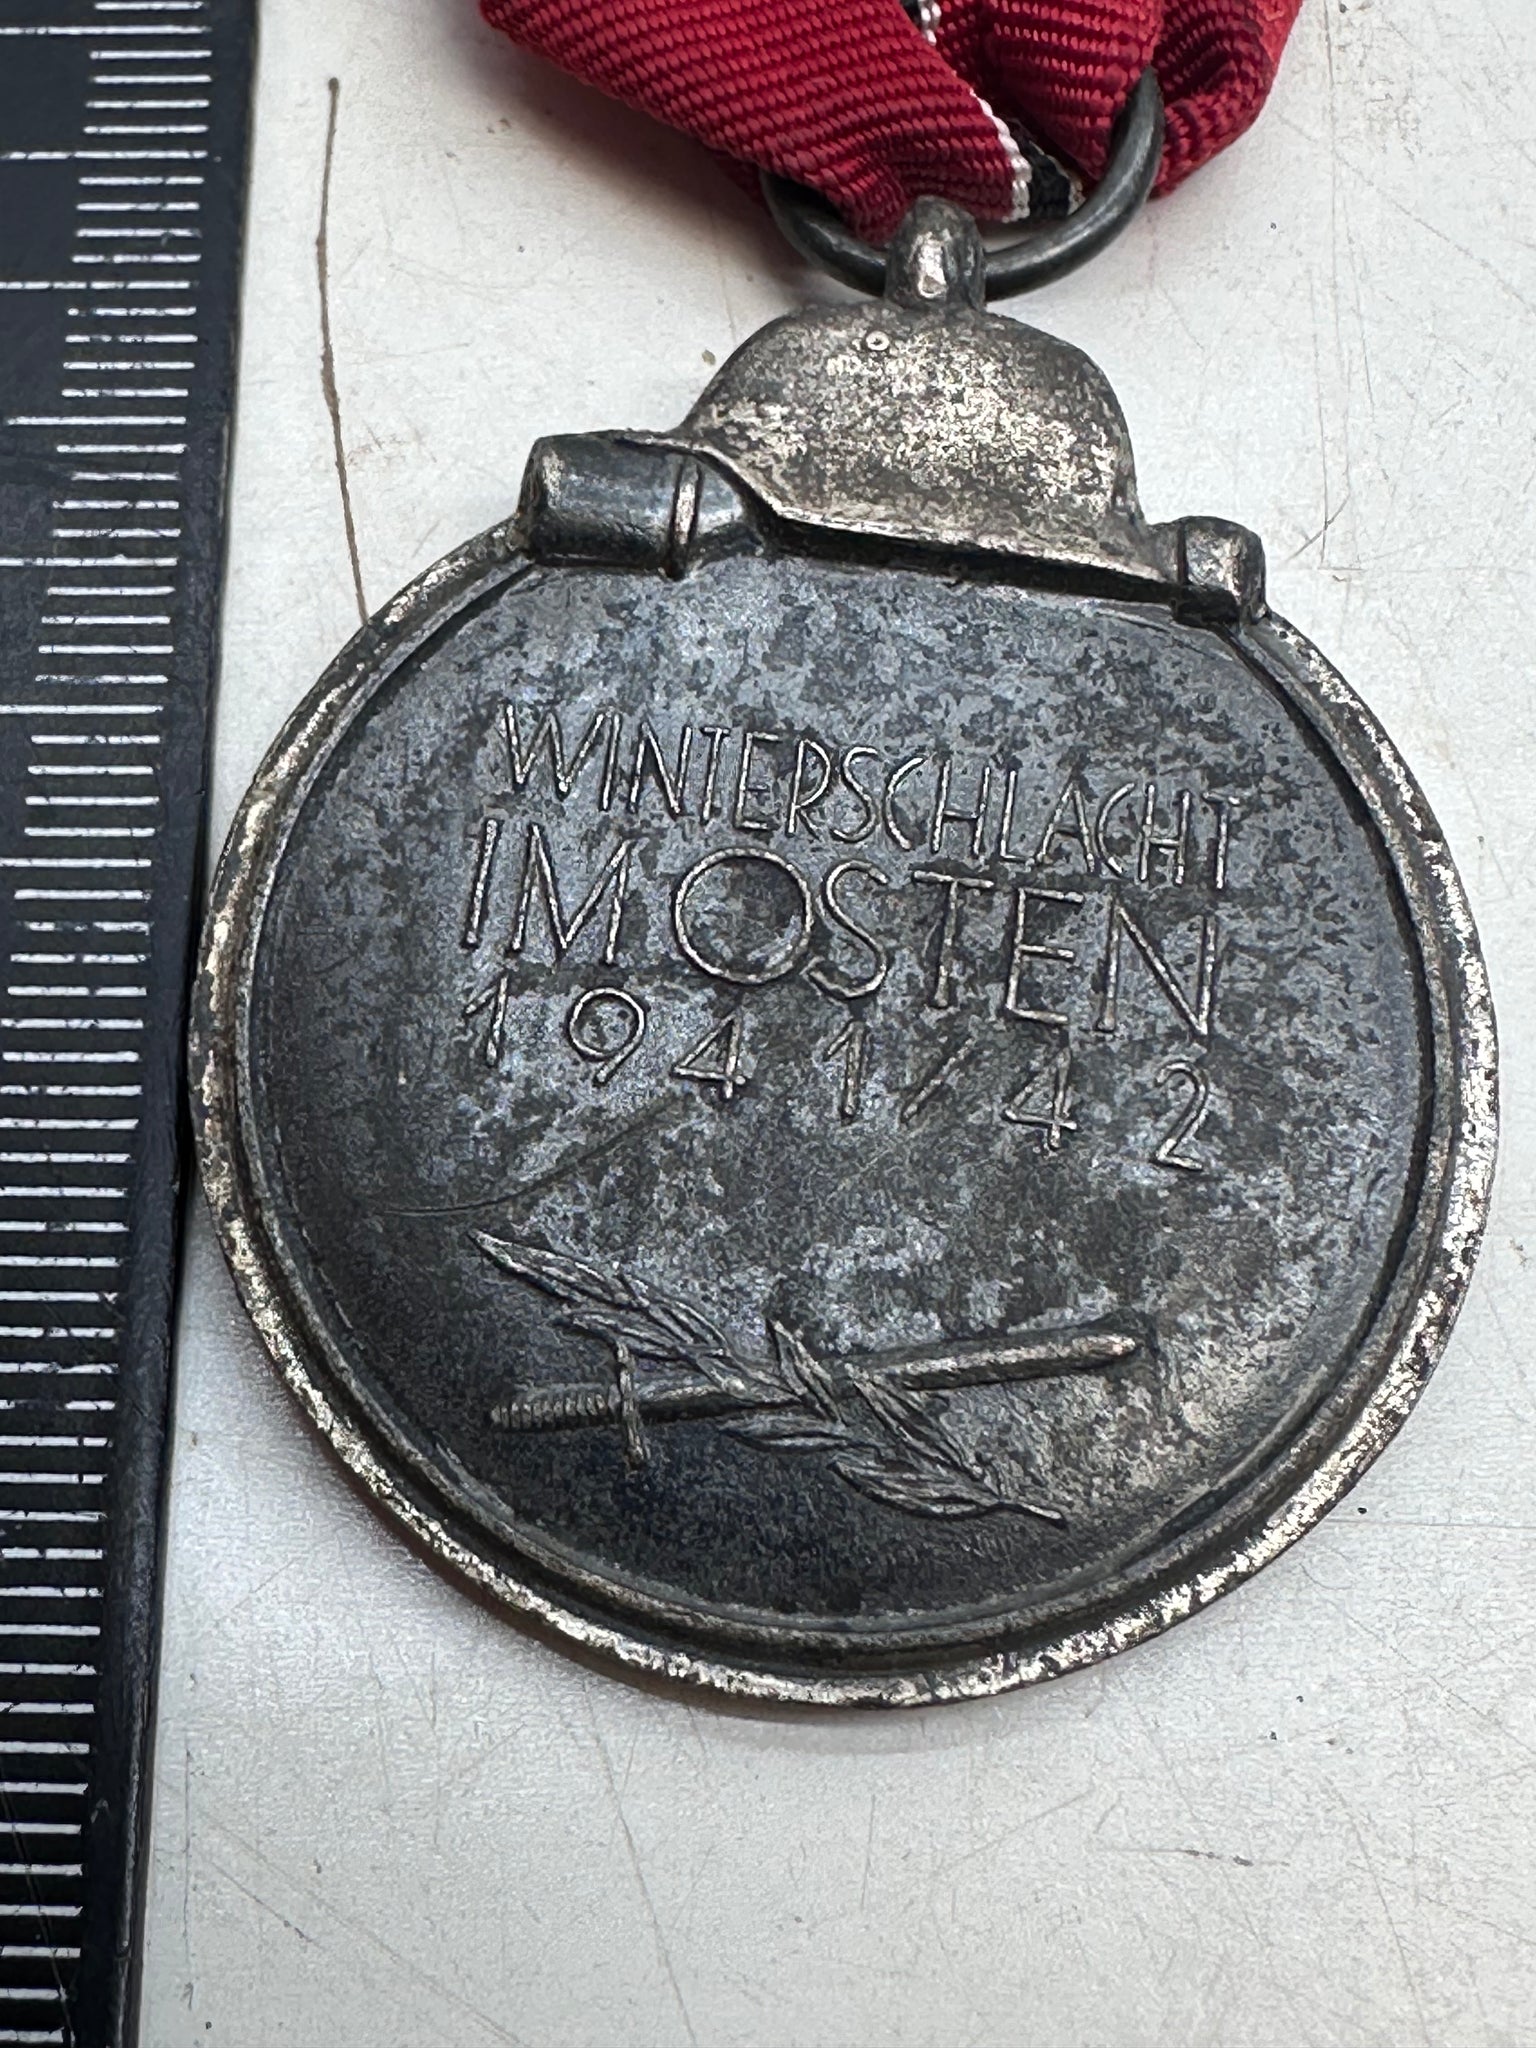 WINTERSCHLACHT
IM OSTEN
1941/42